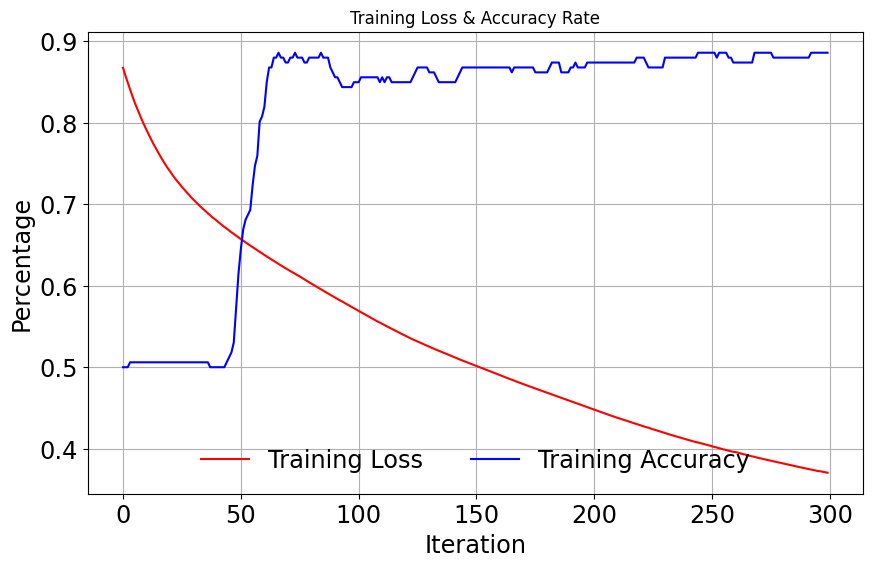 Training Loss & Accuracy Rate
0.9
0.8
0.7
0.6
0.5
0.4
Percentage
Training Loss Training Accuracy
0 50 100 150 200 250 300
Iteration